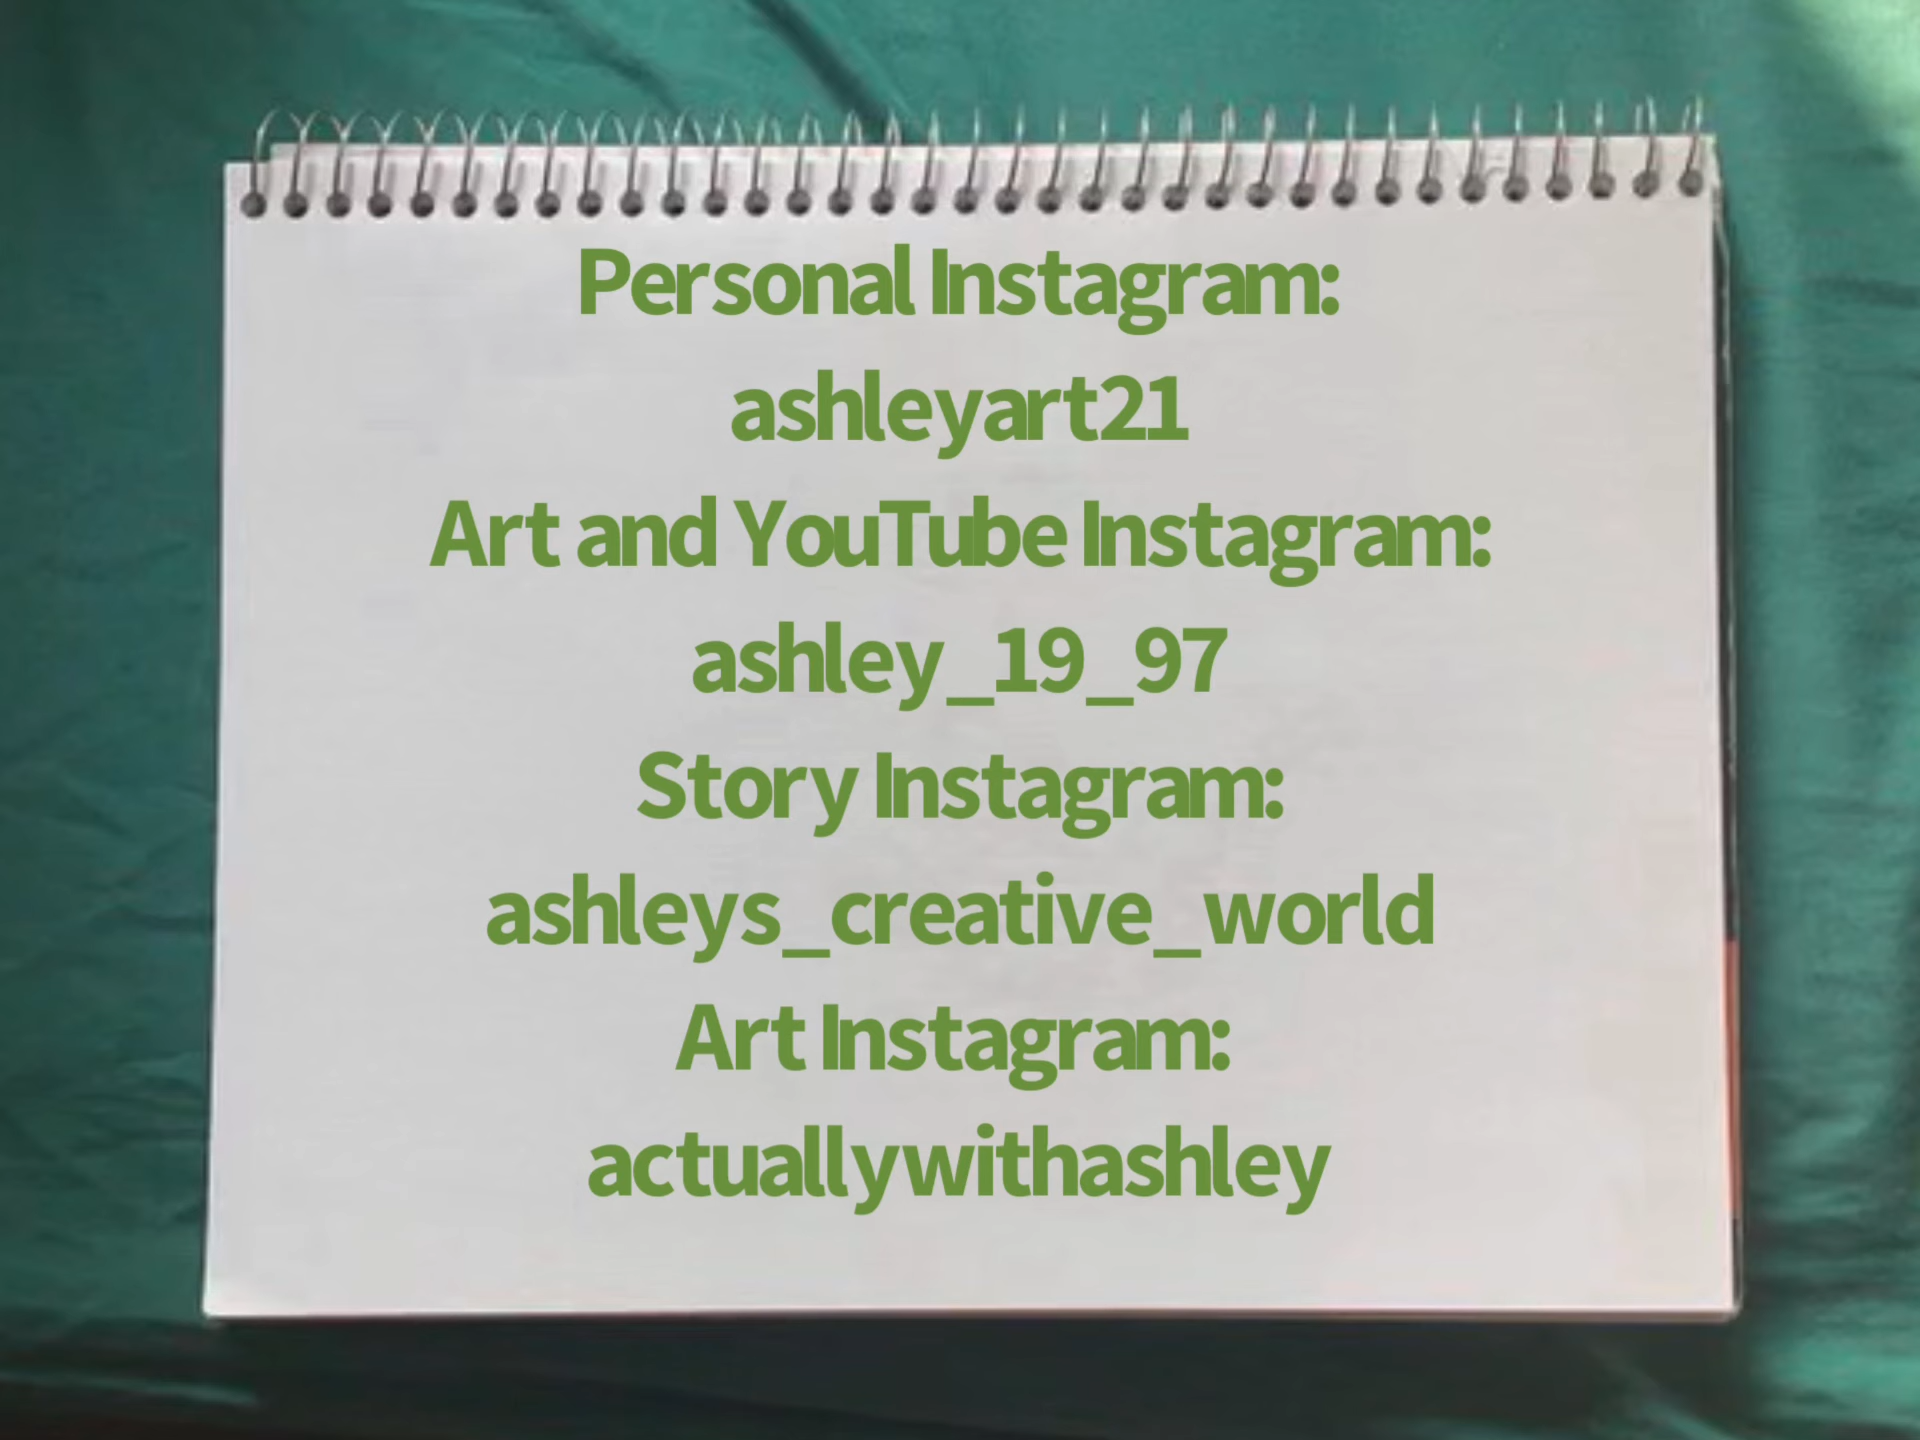 Personal Instagram:
ashleyart21
Art and YouTube Instagram:
ashley_19_97
Story Instagram:
ashleys_creative_world
Art Instagram:
actuallywithashley